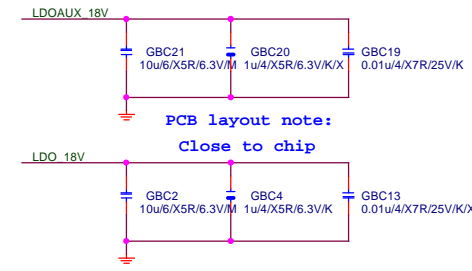 LDOAUX_18V
GBC21
10u/6/X5R/6.3V/M
GBC20
1u/4/X5R/6.3V/K/X
GBC19
0.01u/4/X7R/25V/K
PCB layout note:
Close to chip
LDO_18V
GBC2
10u/6/X5R/6.3V/M
GBC4
1u/4/X5R/6.3V/K
GBC13
0.01u/4/X7R/25V/K/X